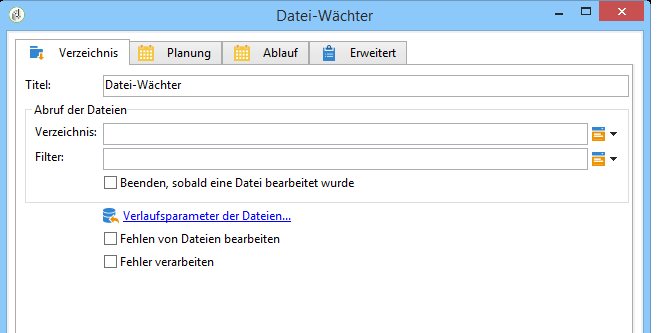 Datei-Wächter
Verzeichnis Planung Ablauf Erweitert
Titel: Datei-Wächter
Abruf der Dateien
Verzeichnis:
Filter:
Beenden, sobald eine Datei bearbeitet wurde
Verlaufsparameter der Dateien...
Fehlen von Dateien bearbeiten
Fehler verarbeiten